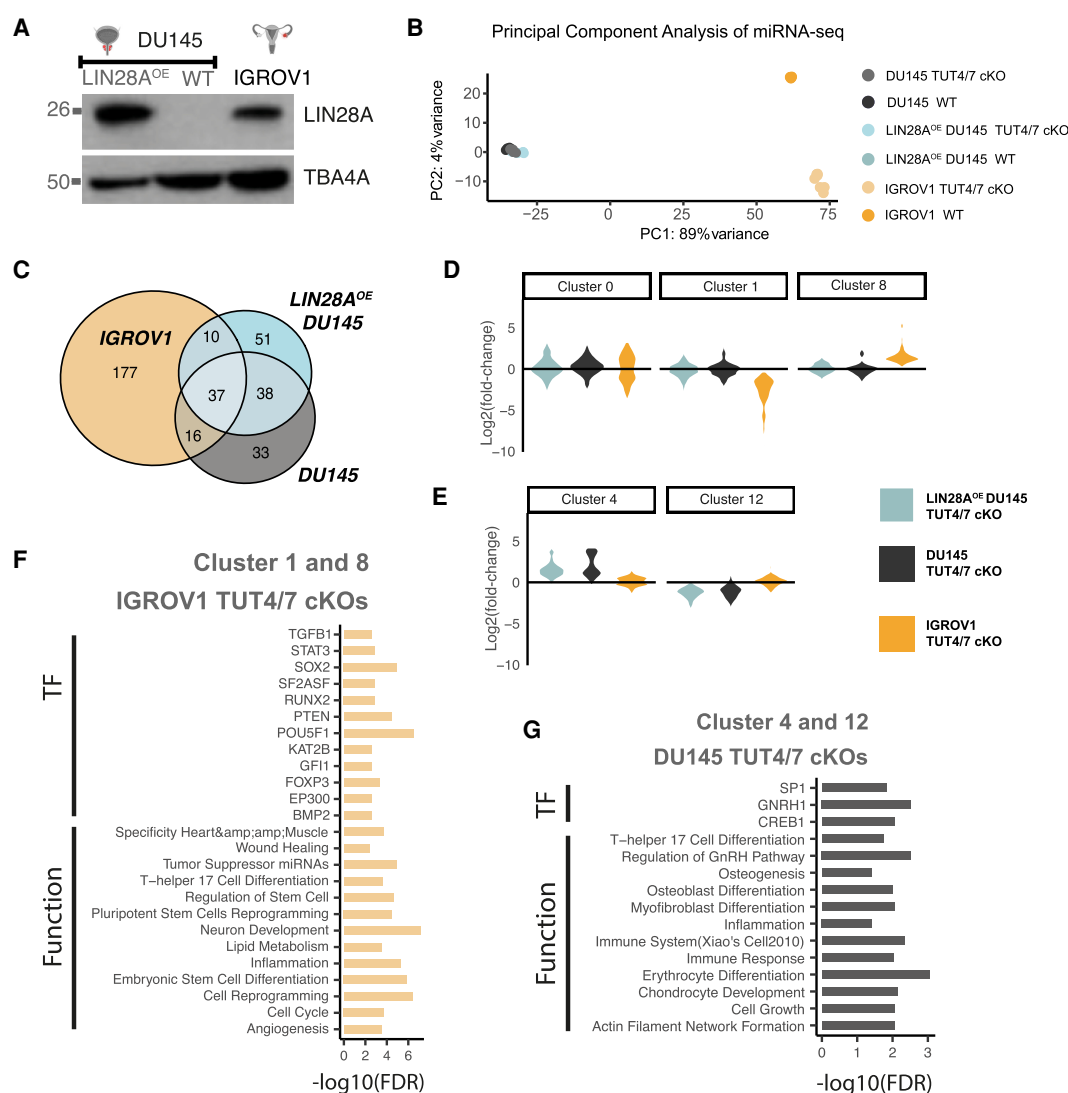 A
DU145
LIN28AOE WT IGROV1
26
LIN28A
50
TBA4A
B
Principal Component Analysis of miRNA-seq
PC2: 4%variance
20
10
0
−10
−25 0 25 50 75
PC1: 89%variance
DU145 TUT4/7 cKO
DU145 WT
LIN28AOE DU145 TUT4/7 cKO
LIN28AOE DU145 WT
IGROV1 TUT4/7 cKO
IGROV1 WT
C
IGROV1
LIN28AOE
DU145
177
10
51
37
38
16
33
DU145
D
Cluster 0
Cluster 1
Cluster 8
Log2(fold-change)
5
0
−5
−10
E
Cluster 4
Cluster 12
Log2(fold-change)
5
0
−5
−10
LIN28AOE DU145
TUT4/7 cKO
DU145
TUT4/7 cKO
IGROV1
TUT4/7 cKO
F
Cluster 1 and 8
IGROV1 TUT4/7 cKOs
TF
TGFB1
STAT3
SOX2
SF2ASF
RUNX2
PTEN
POU5F1
KAT2B
GFI1
FOXP3
EP300
BMP2
Function
Specificity Heart&amp;amp;Muscle
Wound Healing
Tumor Suppressor miRNAs
T−helper 17 Cell Differentiation
Regulation of Stem Cell
Pluripotent Stem Cells Reprogramming
Neuron Development
Lipid Metabolism
Inflammation
Embryonic Stem Cell Differentiation
Cell Reprogramming
Cell Cycle
Angiogenesis
0 2 4 6
-log10(FDR)
G
Cluster 4 and 12
DU145 TUT4/7 cKOs
TF
SP1
GNRH1
CREB1
Function
T−helper 17 Cell Differentiation
Regulation of GnRH Pathway
Osteogenesis
Osteoblast Differentiation
Myofibroblast Differentiation
Inflammation
Immune System(Xiao's Cell2010)
Immune Response
Erythrocyte Differentiation
Chondrocyte Development
Cell Growth
Actin Filament Network Formation
0 1 2 3
-log10(FDR)